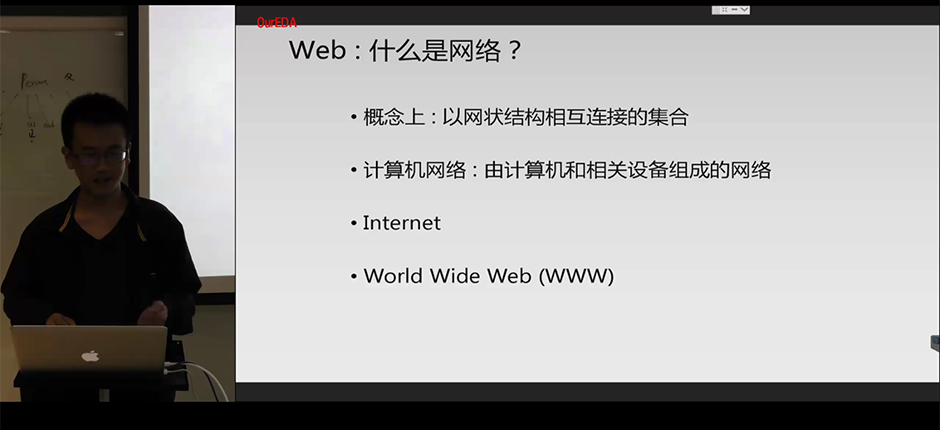 OurEDA
Web : 什么是网络？
• 概念上 : 以网状结构相互连接的集合
• 计算机网络 : 由计算机和相关设备组成的网络
• Internet
• World Wide Web (WWW)